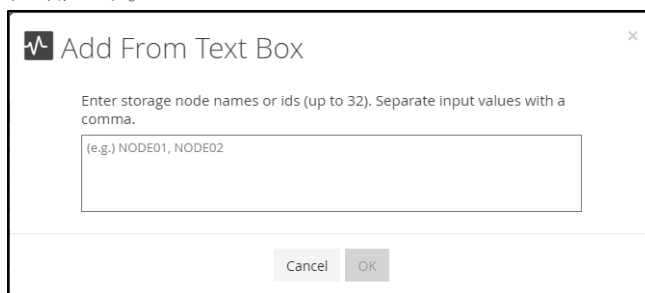 Add From Text Box
×
Enter storage node names or ids (up to 32). Separate input values with a
comma.
(e.g.) NODE01, NODE02
Cancel OK